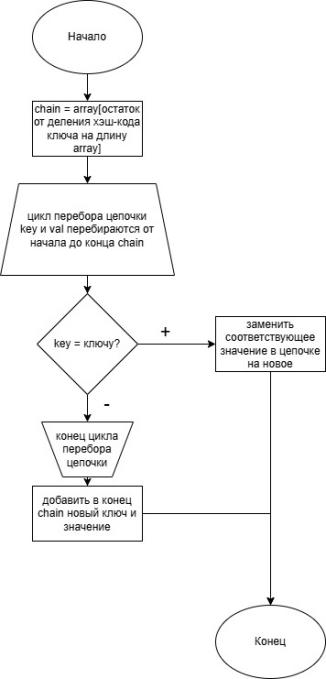 Начало
chain = array[остаток
от деления хэш-кода
ключа на длину
array]
цикл перебора цепочки
key и val перебираются от
начала до конца chain
key = ключу?
+
заменить
соответствующее
значение в цепочке
на новое
-
конец цикла
перебора
цепочки
добавить в конец
chain новый ключ и
значение
Конец